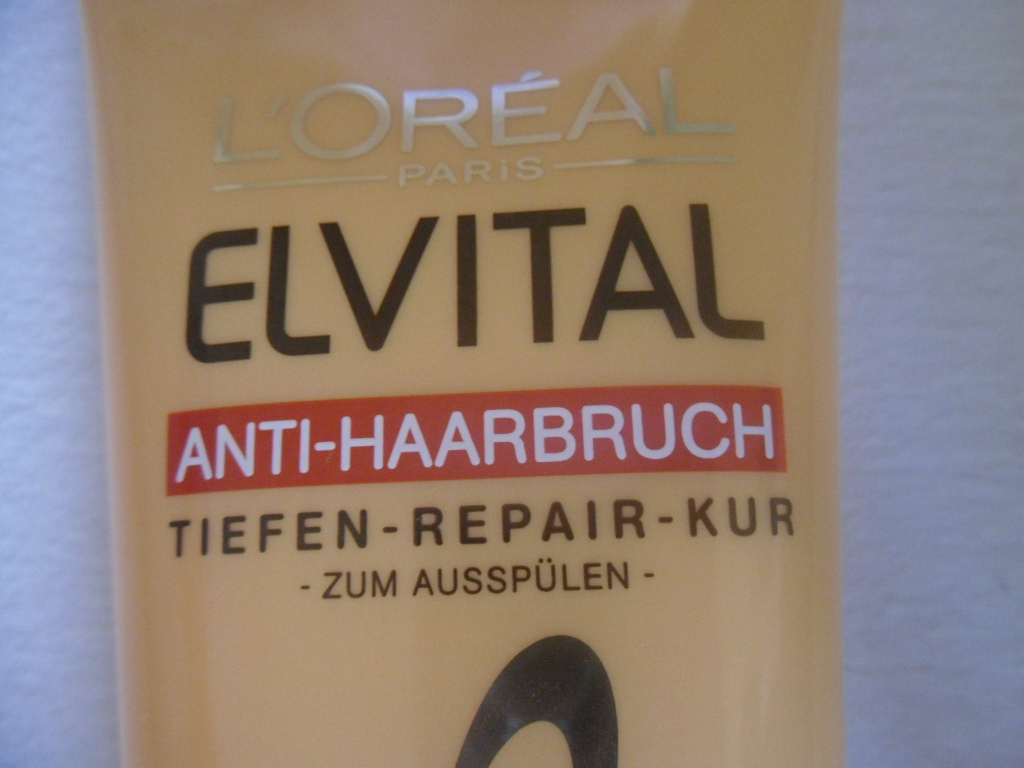 L'ORÉAL
PARIS
ELVITAL
ANTI-HAARBRUCH
TIEFEN-REPAIR-KUR
- ZUM AUSSPÜLEN -